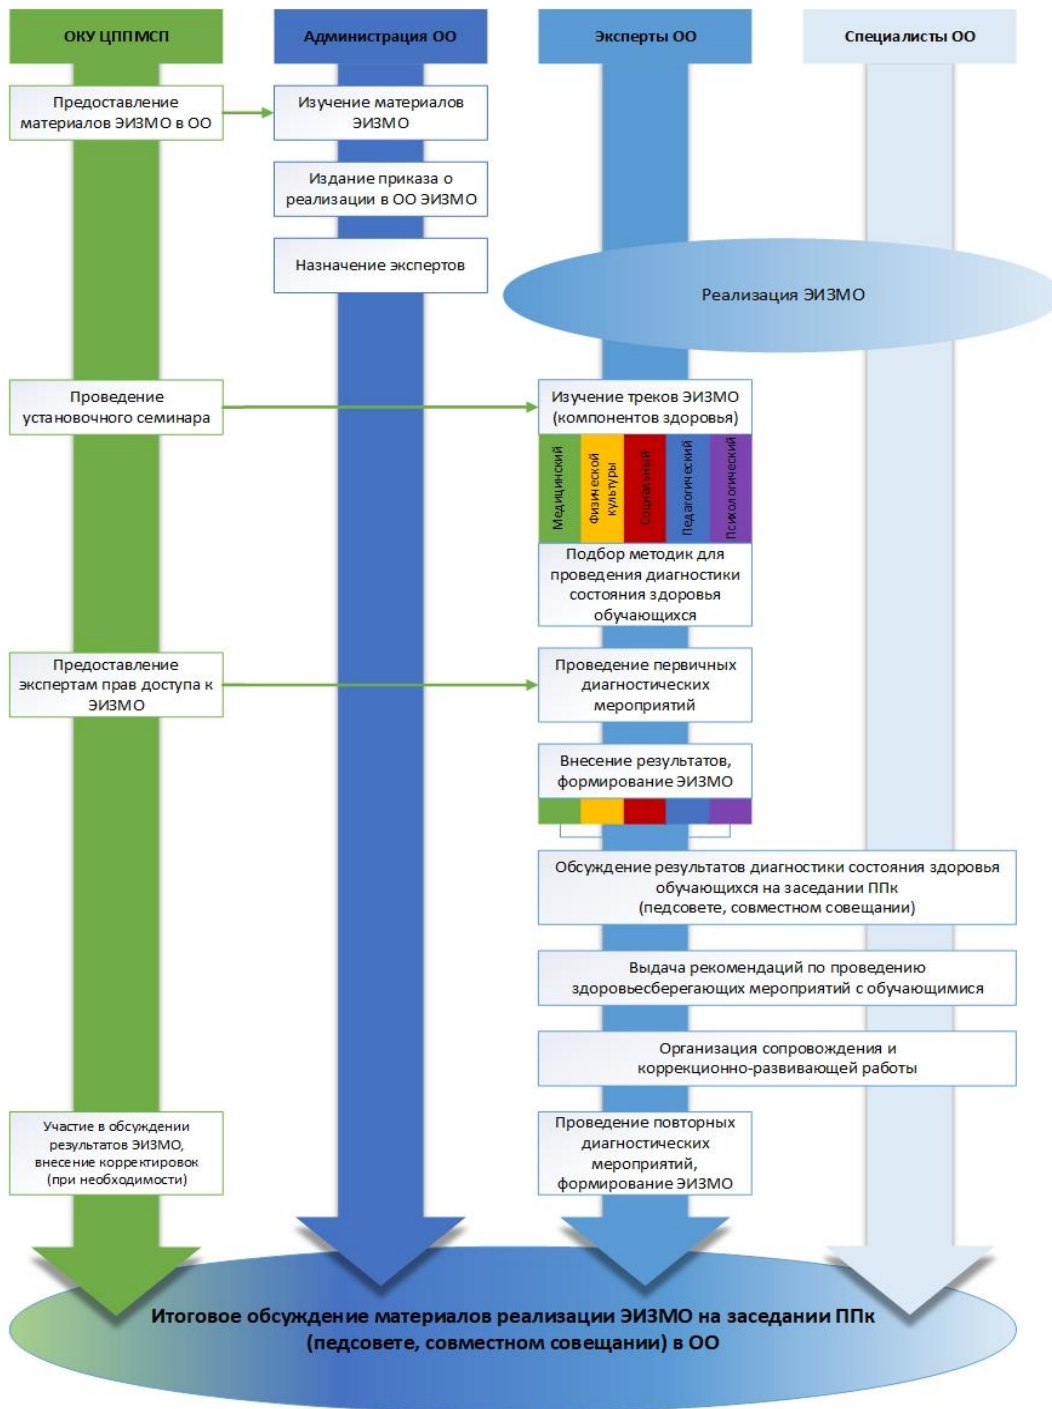 ОКУ ЦППМСП
Администрация ОО
Эксперты ОО
Специалисты ОО
Предоставление
материалов ЭИЗМО в ОО
Изучение материалов
ЭИЗМО
Издание приказа о
реализации в ОО ЭИЗМО
Назначение экспертов
Реализация ЭИЗМО
Проведение
установочного семинара
Изучение треков ЭИЗМО
(компонентов здоровья)
Медицинский
Физической
культуры
Социальный
Педагогический
Психологический
Подбор методик для
проведения диагностики
состояния здоровья
обучающихся
Предоставление
экспертам прав доступа к
ЭИЗМО
Проведение первичных
диагностических
мероприятий
Внесение результатов,
формирование ЭИЗМО
Обсуждение результатов диагностики состояния здоровья
обучающихся на заседании ППк
(педсовете, совместном совещании)
Выдача рекомендаций по проведению
здоровьесберегающих мероприятий с обучающимися
Организация сопровождения и
коррекционно-развивающей работы
Участие в обсуждении
результатов ЭИЗМО,
внесение корректировок
(при необходимости)
Проведение повторных
диагностических
мероприятий,
формирование ЭИЗМО
Итоговое обсуждение материалов реализации ЭИЗМО на заседании ППк
(педсовете, совместном совещании) в ОО